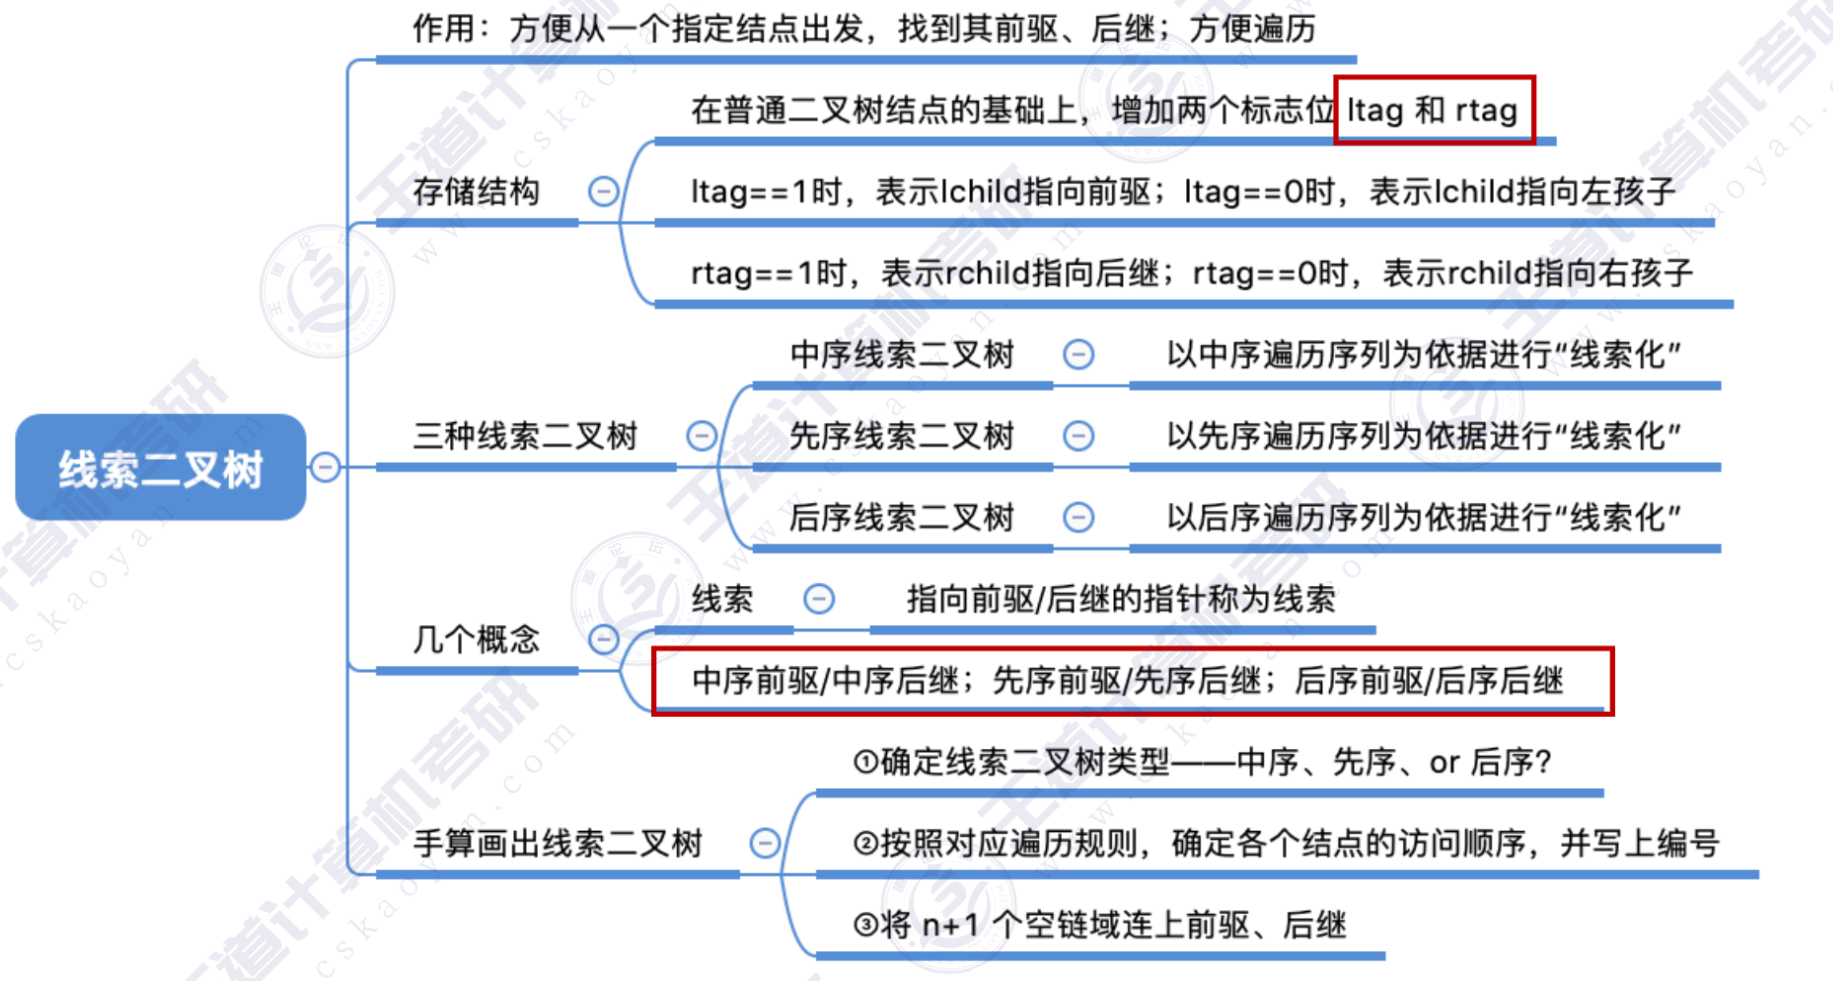 作用：方便从一个指定结点出发，找到其前驱、后继；方便遍历
在普通二叉树结点的基础上，增加两个标志位 ltag 和 rtag
存储结构
ltag==1时，表示lchild指向前驱；ltag==0时，表示lchild指向左孩子
rtag==1时，表示rchild指向后继；rtag==0时，表示rchild指向右孩子
中序线索二叉树
以中序遍历序列为依据进行“线索化”
线索二叉树
三种线索二叉树
先序线索二叉树
以先序遍历序列为依据进行“线索化”
后序线索二叉树
以后序遍历序列为依据进行“线索化”
几个概念
线索
指向前驱/后继的指针称为线索
中序前驱/中序后继；先序前驱/先序后继；后序前驱/后序后继
①确定线索二叉树类型——中序、先序、or 后序？
手算画出线索二叉树
②按照对应遍历规则，确定各个结点的访问顺序，并写上编号
③将 n+1 个空链域连上前驱、后继
王道计算机考研
www.cskaoyan.com